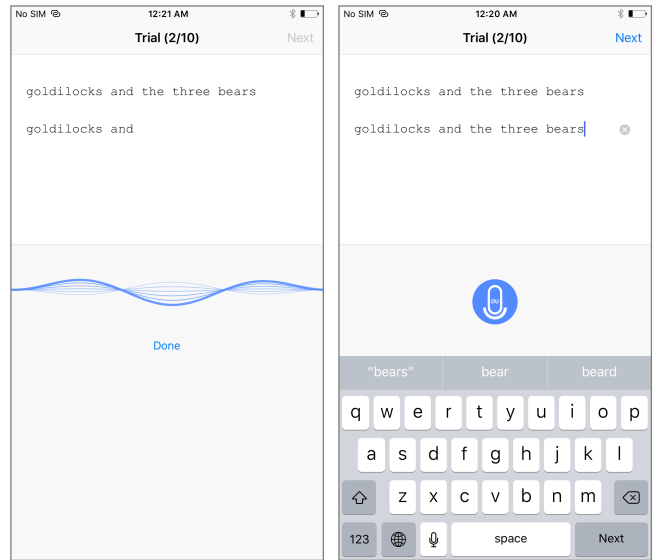 No SIM 12:21 AM
Trial (2/10) Next
goldilocks and the three bears
goldilocks and
Done
No SIM 12:20 AM
Trial (2/10) Next
goldilocks and the three bears
goldilocks and the three bears
DU
“bears” bear beard
q w e r t y u i o p
a s d f g h j k l
z x c v b n m
123 space Next